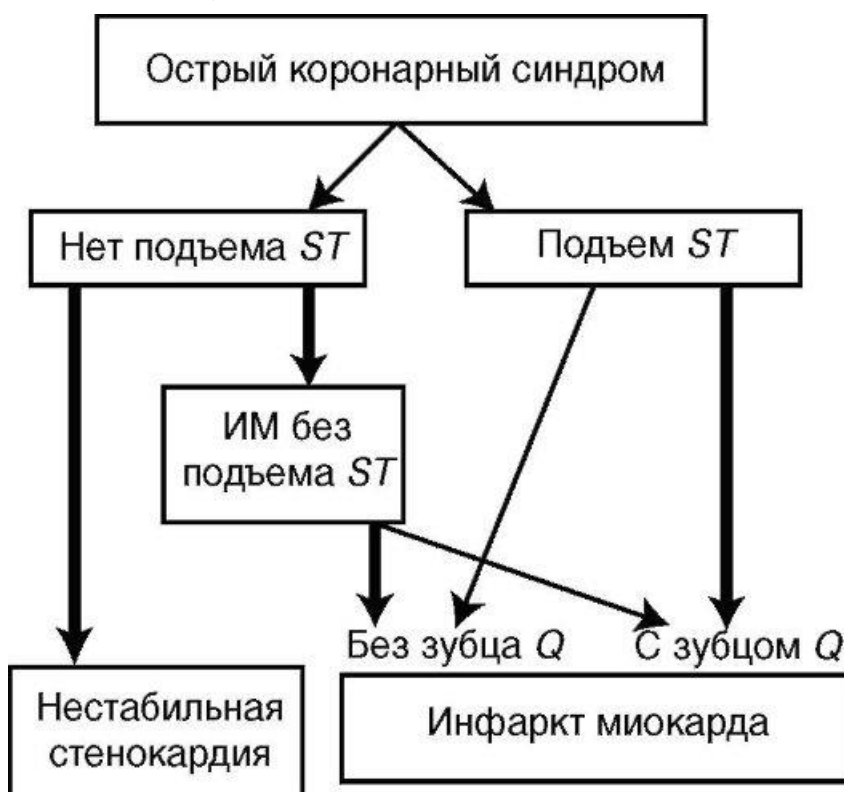 Острый коронарный синдром
Нет подъема ST
Подъем ST
ИМ без
подъема ST
Без зубца Q
С зубцом Q
Нестабильная
стенокардия
Инфаркт миокарда